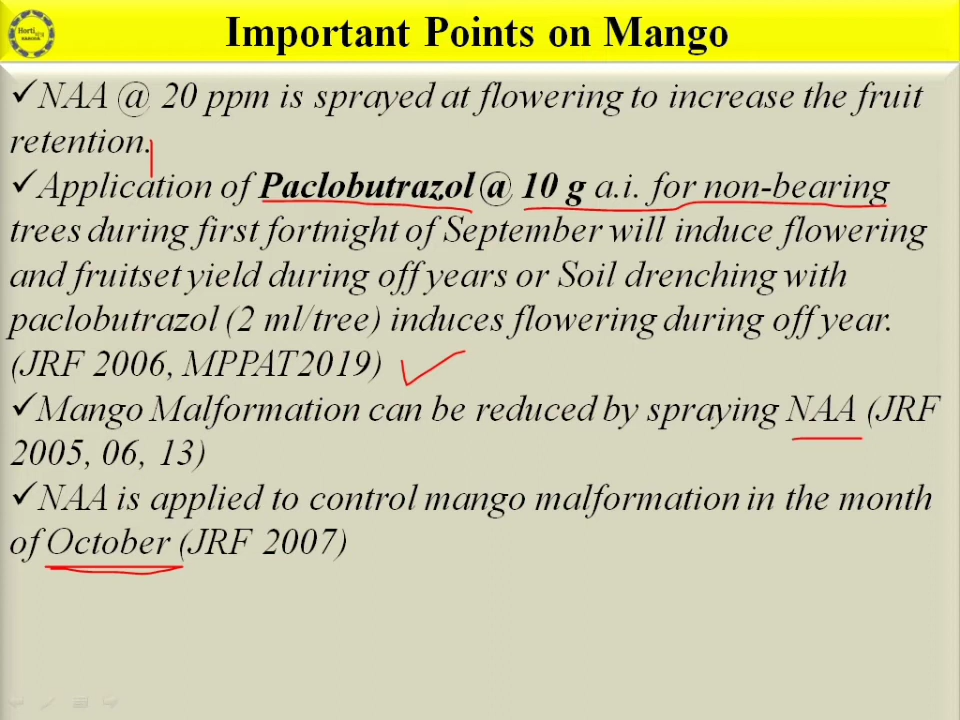 Important Points on Mango
✓NAA @ 20 ppm is sprayed at flowering to increase the fruit
retention.
✓Application of Paclobutrazol @ 10 g a.i. for non-bearing
trees during first fortnight of September will induce flowering
and fruitset yield during off years or Soil drenching with
paclobutrazol (2 ml/tree) induces flowering during off year.
(JRF 2006, MPPAT2019)
✓Mango Malformation can be reduced by spraying NAA (JRF
2005, 06, 13)
✓NAA is applied to control mango malformation in the month
of October (JRF 2007)